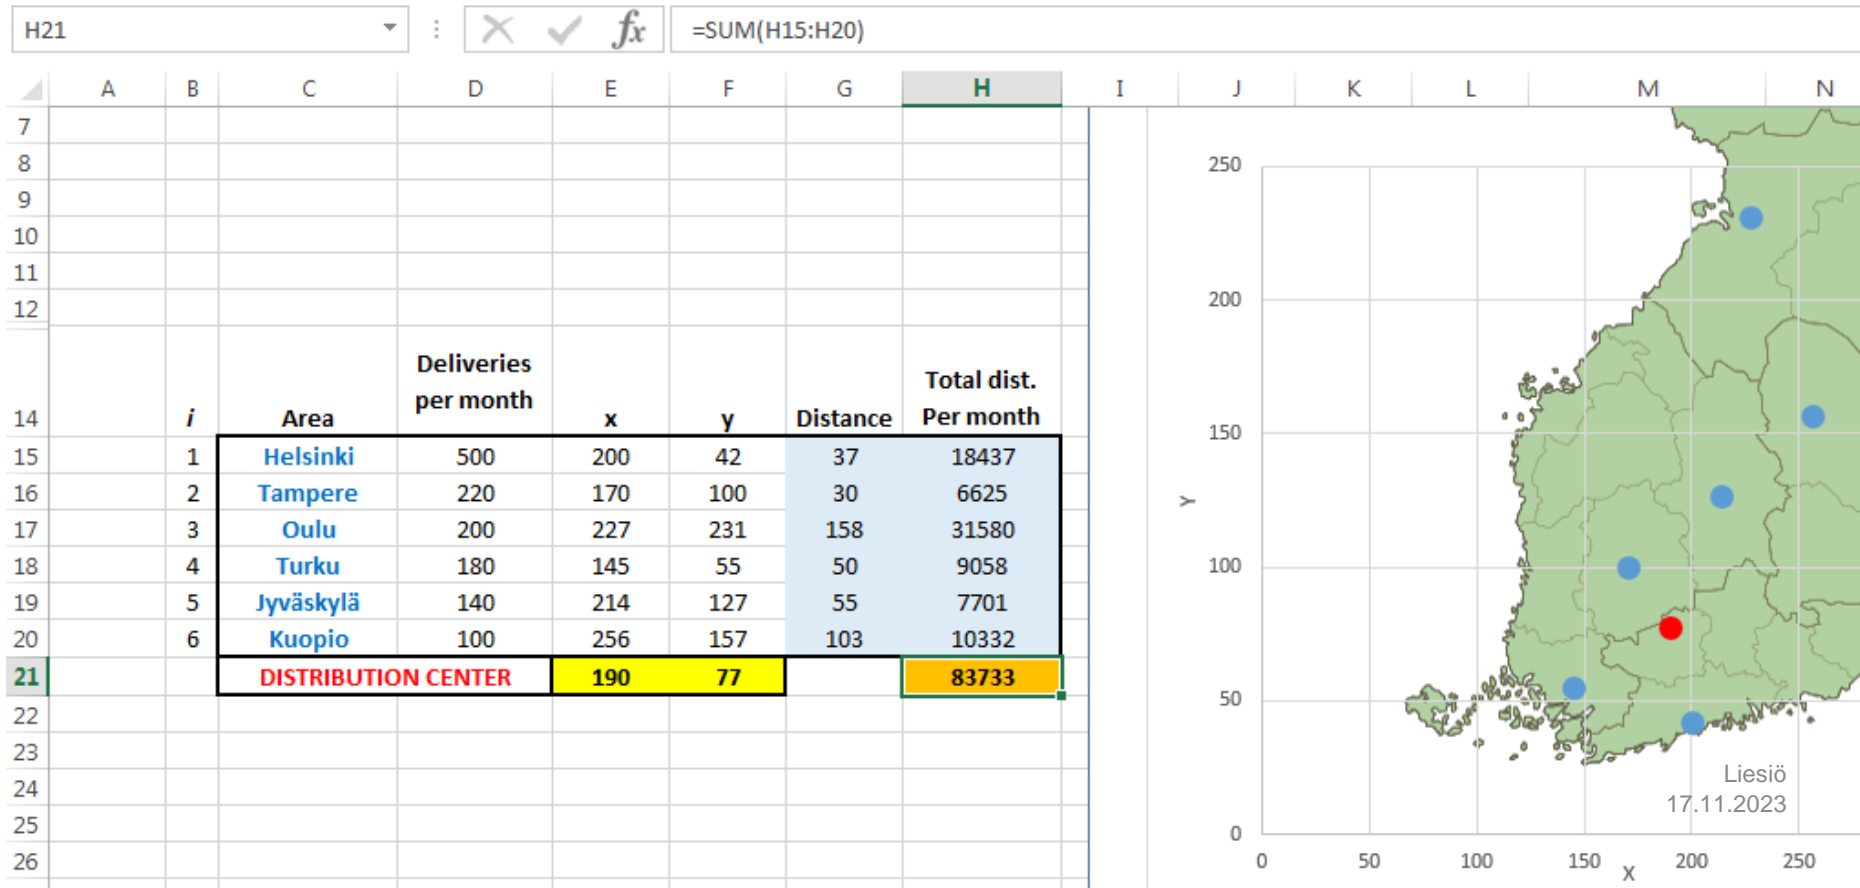 H21 fx =SUM(H15:H20)
A B C D E F G H I J K L M N
7
8
9
10
11
12
Deliveries
per month
Total dist.
14 i Area x y Distance Per month
15 1 Helsinki 500 200 42 37 18437
16 2 Tampere 220 170 100 30 6625
17 3 Oulu 200 227 231 158 31580
18 4 Turku 180 145 55 50 9058
19 5 Jyväskylä 140 214 127 55 7701
20 6 Kuopio 100 256 157 103 10332
21 DISTRIBUTION CENTER 190 77 83733
22
23
24
25
26
250
200
150
Y
100
50
0
0 50 100 150 200 250
X
Liesiö
17.11.2023